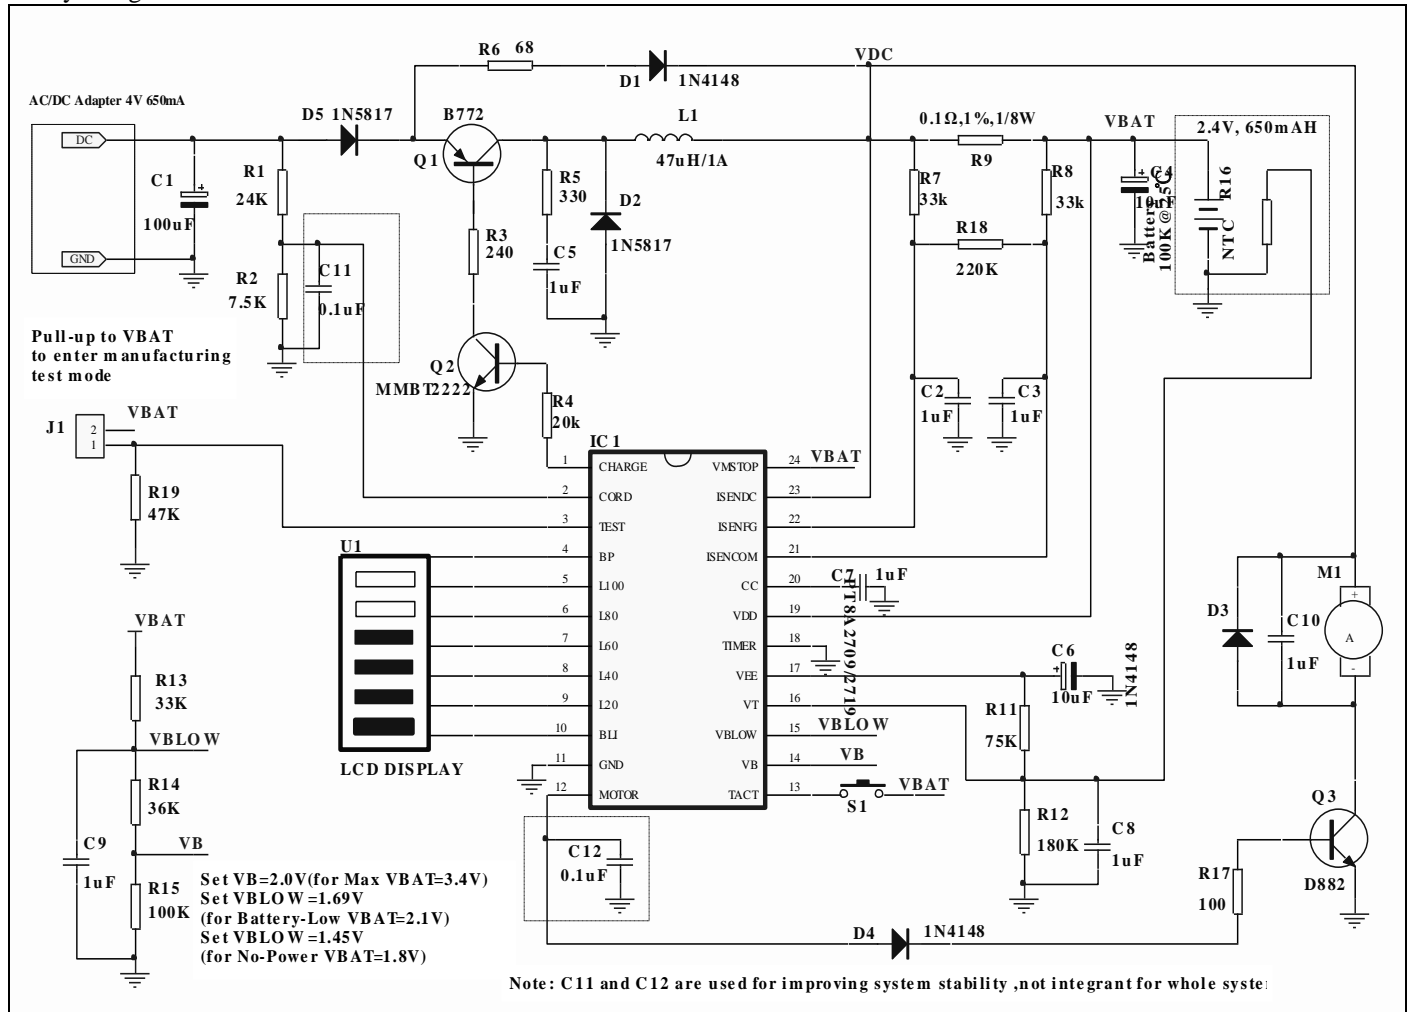 R6 68
VDC
D1 1N4148
AC/DC Adapter 4V 650mA
D5 1N5817
B772
L1
0.1Ω,1%,1/8W
VBAT
2.4V, 650mAH
DC
Q1
47uH/1A
R9
C1
100uF
R1
24K
R5
330
D2
1N5817
R7
33k
R8
33k
C4
10uF
R16
Battery
100K@25℃
NTC
R3
240
R18
220K
GND
R2
7.5K
C11
0.1uF
C5
1uF
Pull-up to VBAT
to enter manufacturing
test mode
Q2
MMBT2222
R4
20k
C2
1uF
C3
1uF
VBAT
J1
2
1
IC1
1 CHARGE VMSTOP 24 VBAT
2 CORD ISENDC 23
3 TEST ISENFG 22
4 BP ISENCOM 21
5 L100 CC 20
6 L80 VDD 19
7 L60 TIMER 18
8 L40 VEE 17
9 L20 VT 16
10 BLI VBLOW 15 VBLOW
11 GND VB 14 VB
12 MOTOR TACT 13
R19
47K
U1
LCD DISPLAY
C7 1uF
PT8A2709/2719
C6
10uF
1N4148
M1
+
A
-
D3
C10
1uF
VBAT
R13
33K
VBLOW
R14
36K
VB
C9
1uF
R15
100K
R11
75K
S1
VBAT
R12
180K
C8
1uF
Q3
D882
R17
100
C12
0.1uF
D4 1N4148
Set VB=2.0V(for Max VBAT=3.4V)
Set VBLOW=1.69V
(for Battery-Low VBAT=2.1V)
Set VBLOW=1.45V
(for No-Power VBAT=1.8V)
Note: C11 and C12 are used for improving system stability ,not integrant for whole syste